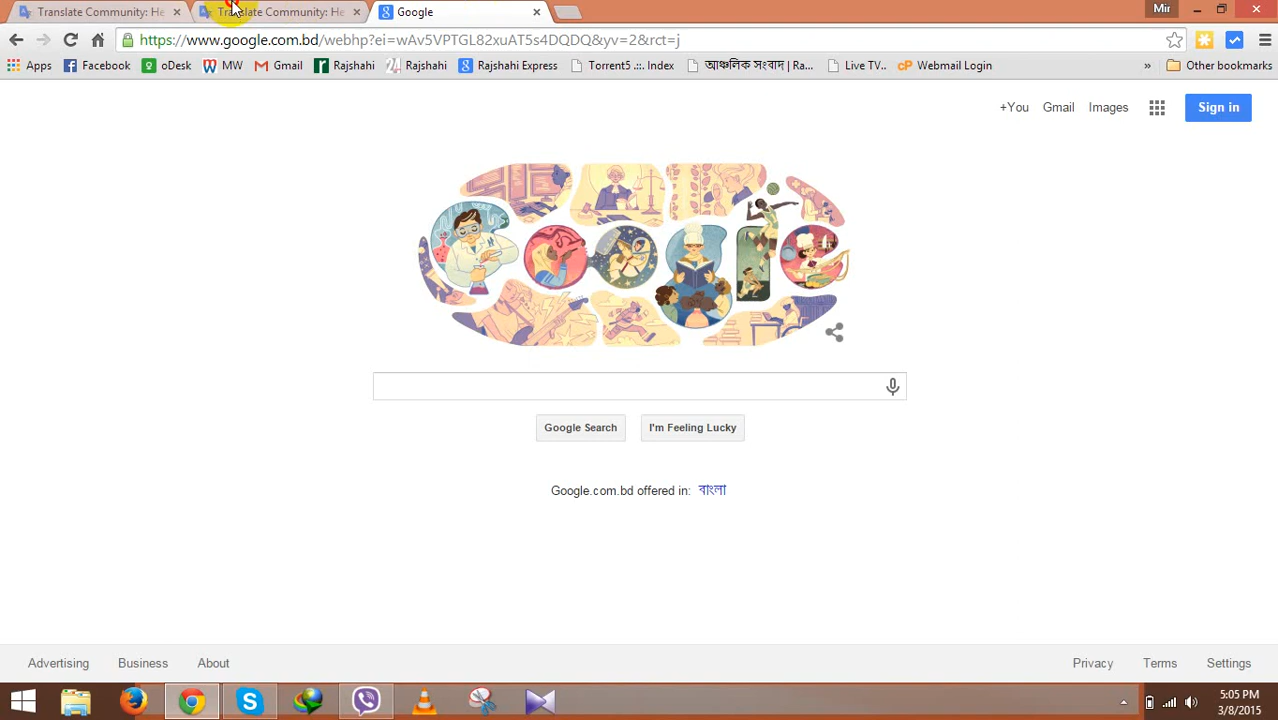 Translate Community: He
Translate Community: He
Google
Mir
https://www.google.com.bd/webhp?ei=wAv5VPTGL82xuAT5s4DQDQ&yv=2&rct=j
Apps Facebook oDesk MW Gmail Rajshahi Rajshahi Rajshahi Express Torrent5 .::. Index আঞ্চলিক সংবাদ | Ra... Live TV.. Webmail Login » Other bookmarks
+You Gmail Images Sign in
Google Search I'm Feeling Lucky
Google.com.bd offered in: বাংলা
Advertising Business About Privacy Terms Settings
5:05 PM
3/8/2015